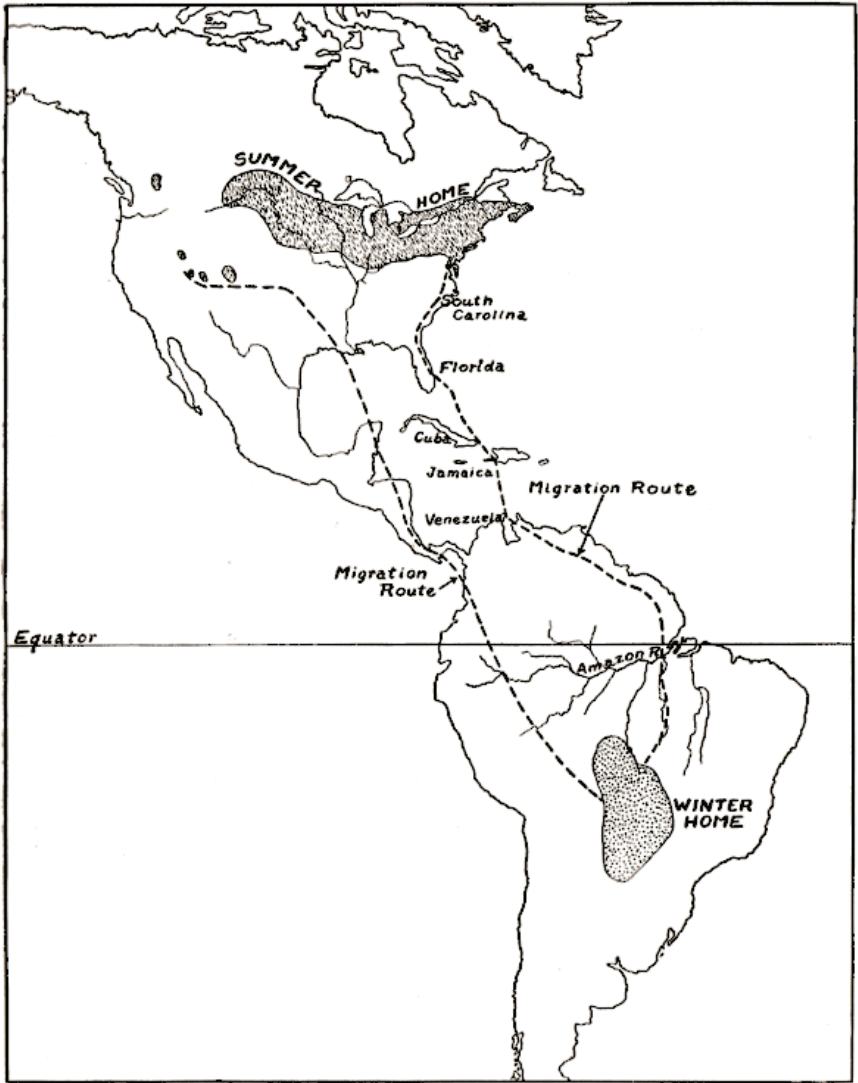 SUMMER
HOME
South
Carolina
Florida
Cuba
Jamaica
Migration Route
Venezuela
Migration
Route
Equator
Amazon R.
WINTER
HOME